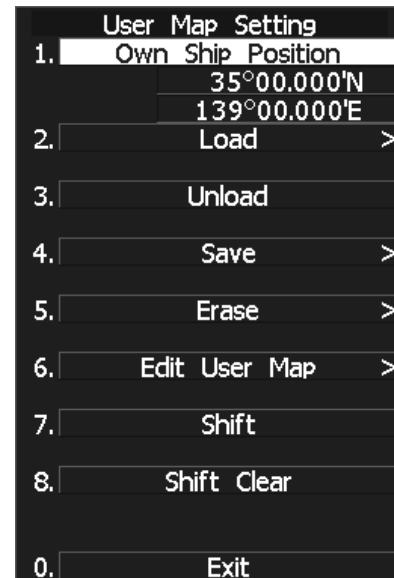 User Map Setting
1. Own Ship Position
35°00.000'N
139°00.000'E
2. Load >
3. Unload
4. Save >
5. Erase >
6. Edit User Map >
7. Shift
8. Shift Clear
0. Exit